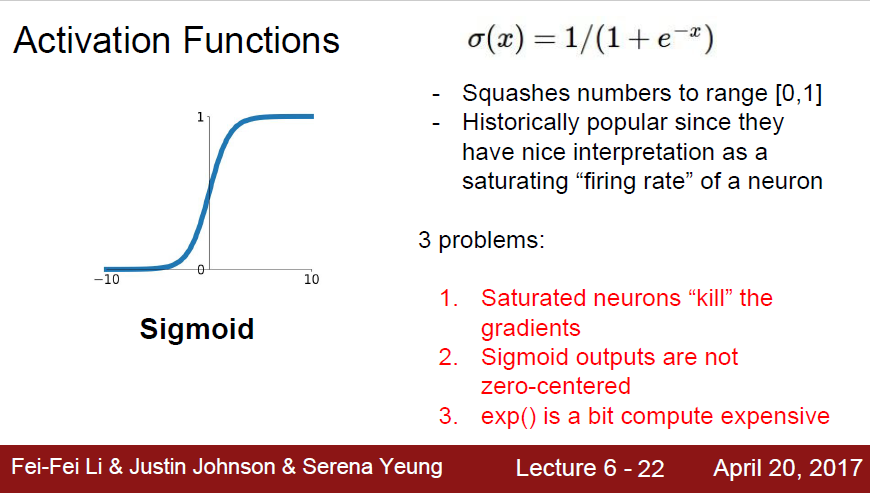 Activation Functions
σ(x) = 1/(1 + e^{-x})
1
0
−10
10
Sigmoid
- Squashes numbers to range [0,1]
- Historically popular since they
have nice interpretation as a
saturating “firing rate” of a neuron
3 problems:
1. Saturated neurons “kill” the
gradients
2. Sigmoid outputs are not
zero-centered
3. exp() is a bit compute expensive
Fei-Fei Li & Justin Johnson & Serena Yeung
Lecture 6 - 22
April 20, 2017